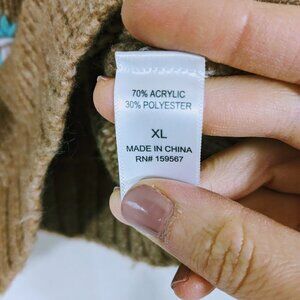 70% ACRYLIC
30% POLYESTER
XL
MADE IN CHINA
RN# 159567